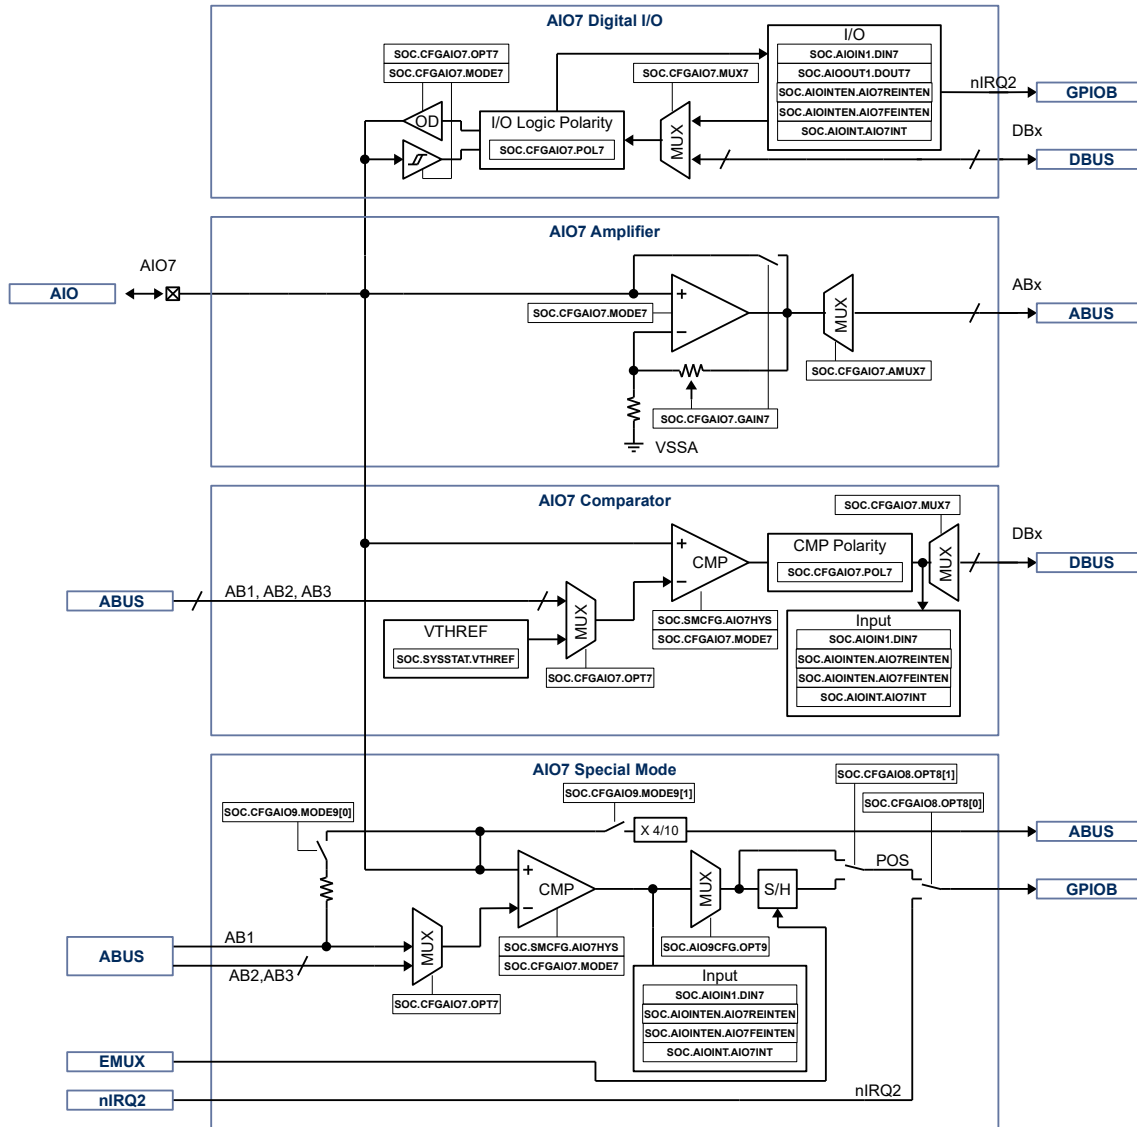 AIO7 Digital I/O
SOC.CFGAIO7.OPT7
SOC.CFGAIO7.MODE7
OD
I/O Logic Polarity
SOC.CFGAIO7.POL7
SOC.CFGAIO7.MUX7
MUX
I/O
SOC.AIOIN1.DIN7
SOC.AIOOUT1.DOUT7
SOC.AIOINTEN.AIO7REINTEN
SOC.AIOINTEN.AIO7FEINTEN
SOC.AIOINT.AIO7INT
nIRQ2
GPIOB
DBx
DBUS
AIO7 Amplifier
AIO7
AIO
+
−
SOC.CFGAIO7.MODE7
MUX
SOC.CFGAIO7.AMUX7
SOC.CFGAIO7.GAIN7
VSSA
ABx
ABUS
AIO7 Comparator
ABUS
AB1, AB2, AB3
VTHREF
SOC.SYSSTAT.VTHREF
MUX
SOC.CFGAIO7.OPT7
+
−
CMP
SOC.SMCFG.AIO7HYS
SOC.CFGAIO7.MODE7
CMP Polarity
SOC.CFGAIO7.POL7
SOC.CFGAIO7.MUX7
MUX
DBx
DBUS
Input
SOC.AIOIN1.DIN7
SOC.AIOINTEN.AIO7REINTEN
SOC.AIOINTEN.AIO7FEINTEN
SOC.AIOINT.AIO7INT
AIO7 Special Mode
SOC.CFGAIO9.MODE9[0]
SOC.CFGAIO9.MODE9[1]
X 4/10
SOC.CFGAIO8.OPT8[1]
SOC.CFGAIO8.OPT8[0]
ABUS
+
−
CMP
SOC.SMCFG.AIO7HYS
SOC.CFGAIO7.MODE7
MUX
SOC.AIO9CFG.OPT9
S/H
POS
GPIOB
ABUS
AB1
AB2,AB3
MUX
SOC.CFGAIO7.OPT7
Input
SOC.AIOIN1.DIN7
SOC.AIOINTEN.AIO7REINTEN
SOC.AIOINTEN.AIO7FEINTEN
SOC.AIOINT.AIO7INT
EMUX
nIRQ2
nIRQ2